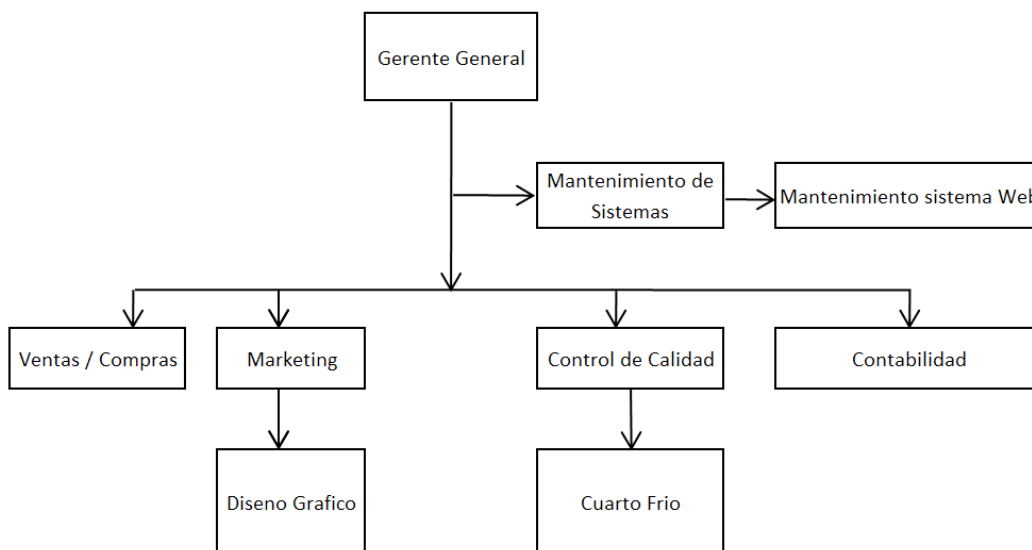 Gerente General
Mantenimiento de
Sistemas
Mantenimiento sistema Web
Ventas / Compras
Marketing
Control de Calidad
Contabilidad
Diseno Grafico
Cuarto Frio